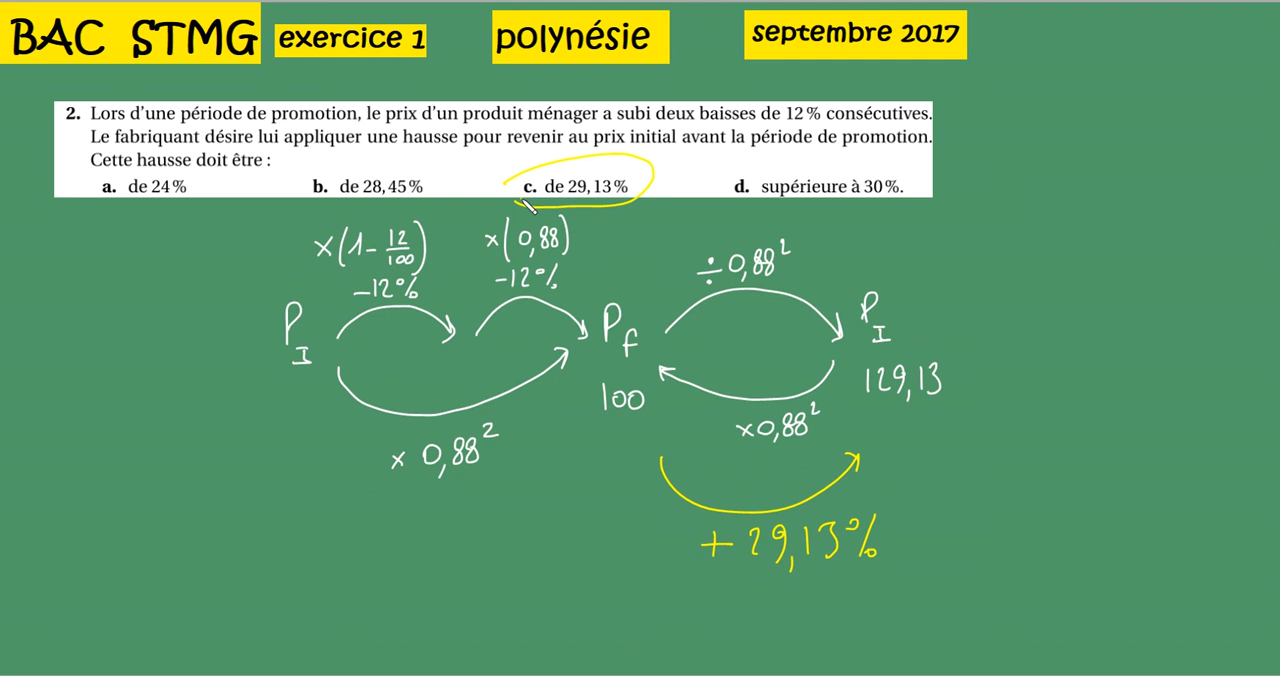 BAC STMG exercice 1 polynésie septembre 2017
2. Lors d'une période de promotion, le prix d'un produit ménager a subi deux baisses de 12 % consécutives.
Le fabriquant désire lui appliquer une hausse pour revenir au prix initial avant la période de promotion.
Cette hausse doit être :
a. de 24 % b. de 28,45 % c. de 29,13 % d. supérieure à 30 %.
×(1 - 12/100) ×(0,88) ÷0,88²
-12% -12%
P_I P_f P_I
100 129,13
×0,88²
× 0,88²
+ 29,13%